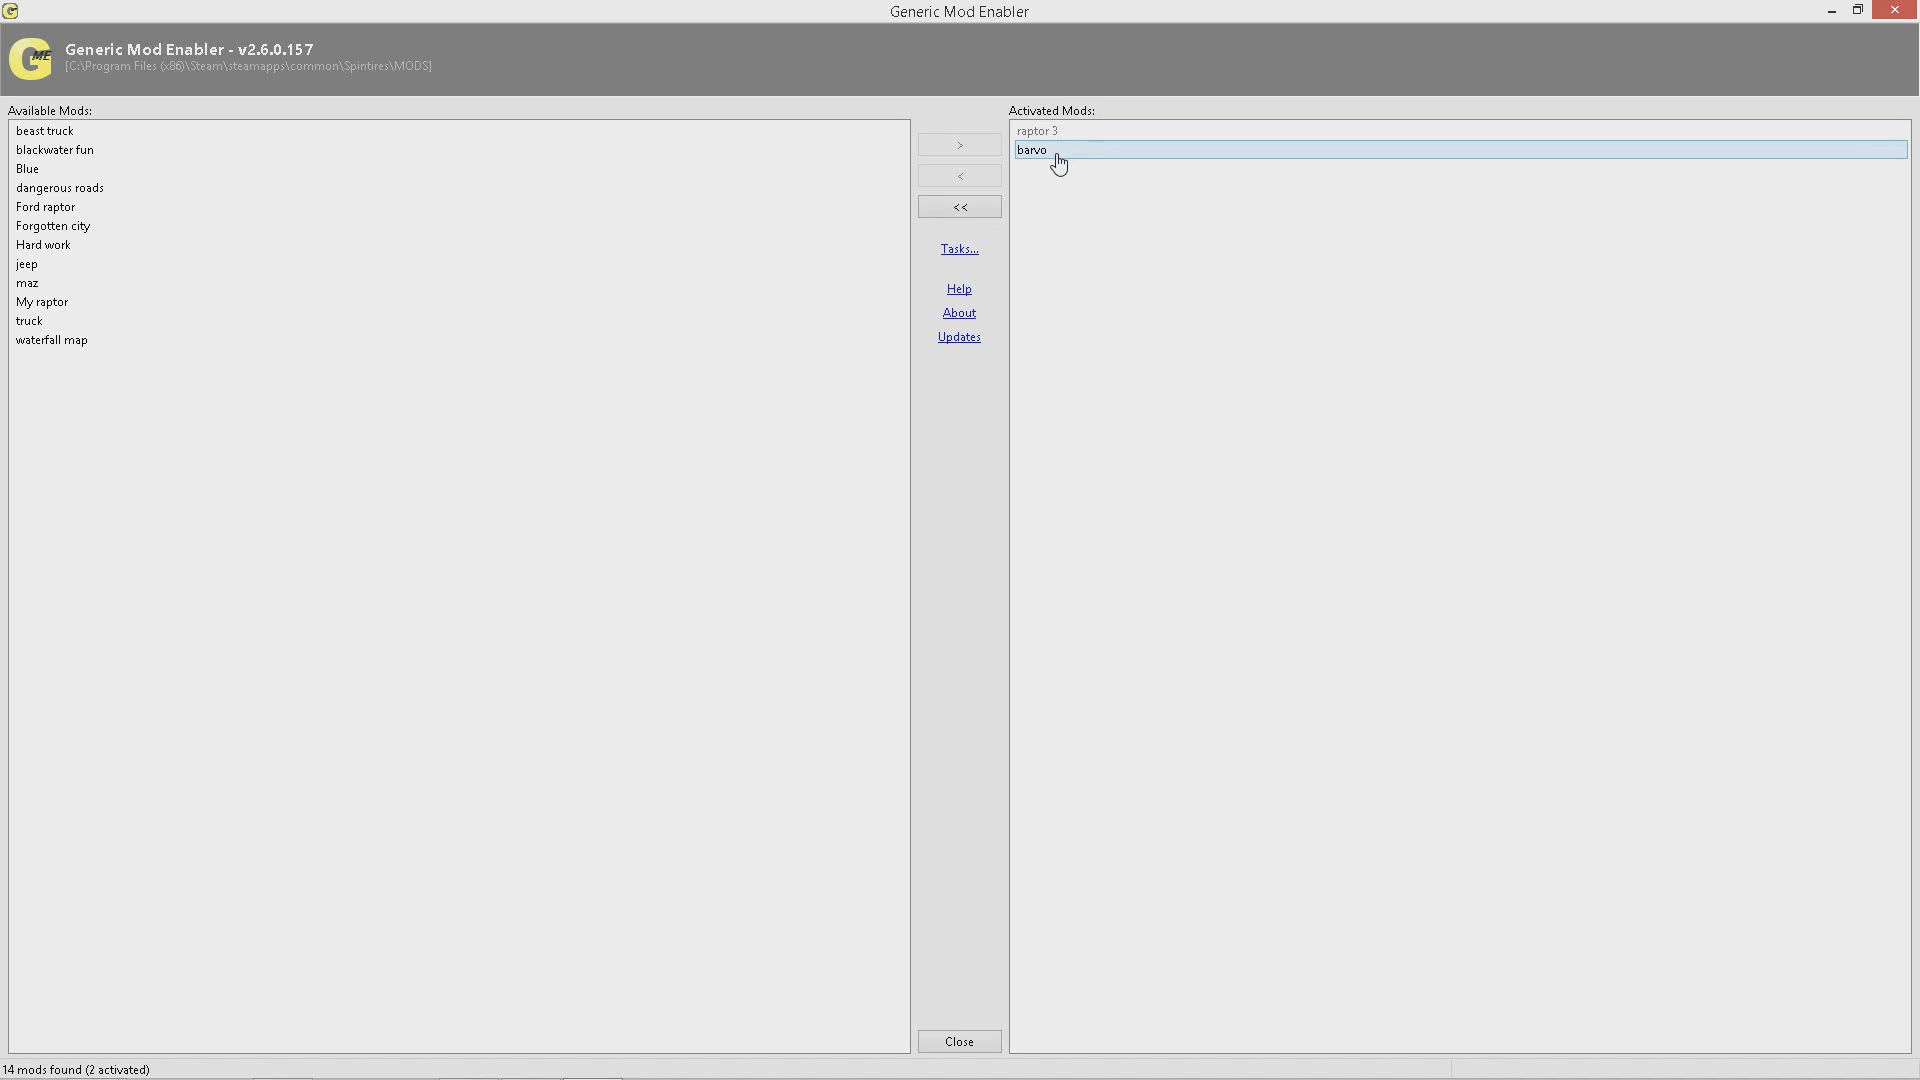 Generic Mod Enabler
GME
Generic Mod Enabler - v2.6.0.157
[C:\Program Files (x86)\Steam\steamapps\common\Spintires\MODS]
Available Mods:
beast truck
blackwater fun
Blue
dangerous roads
Ford raptor
Forgotten city
Hard work
jeep
maz
My raptor
truck
waterfall map
>
<
<<
Tasks...
Help
About
Updates
Close
Activated Mods:
raptor 3
barvo
14 mods found (2 activated)